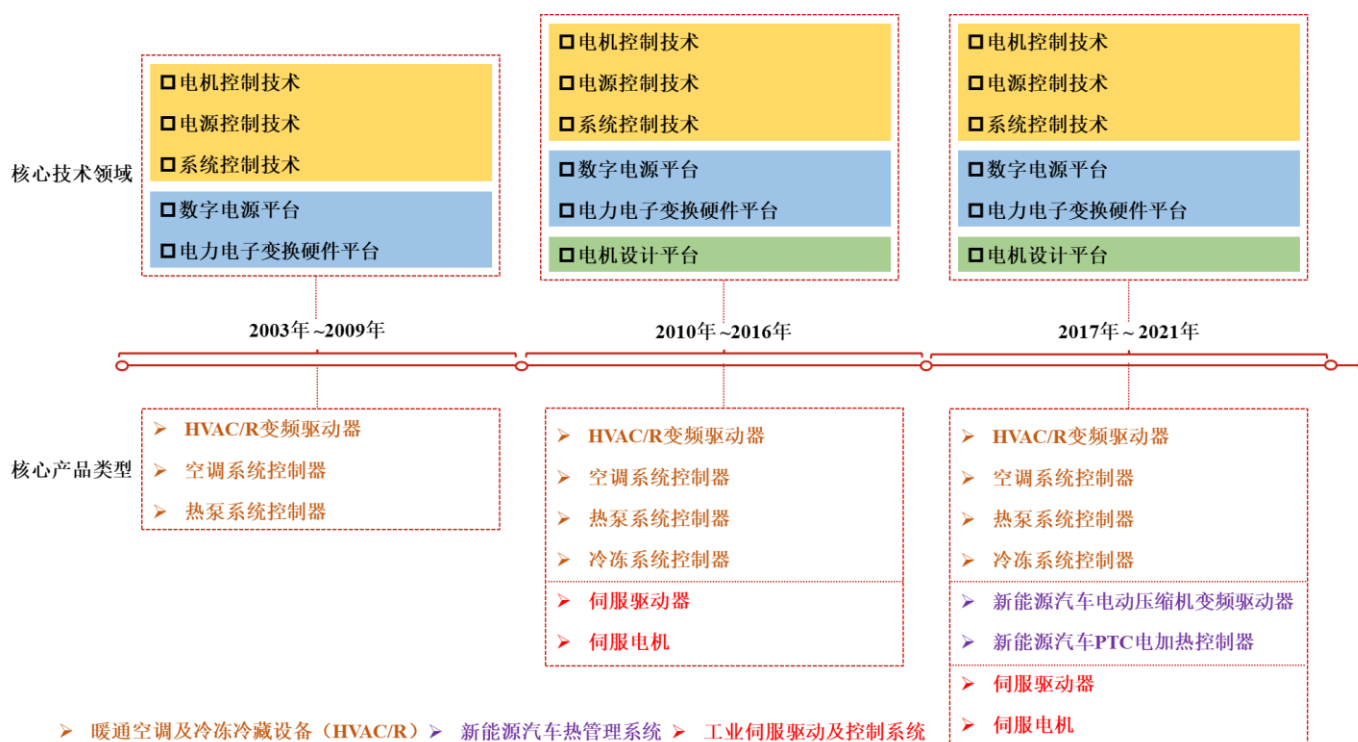 核心技术领域
电机控制技术
电源控制技术
系统控制技术
数字电源平台
电力电子变换硬件平台
电机控制技术
电源控制技术
系统控制技术
数字电源平台
电力电子变换硬件平台
电机设计平台
电机控制技术
电源控制技术
系统控制技术
数字电源平台
电力电子变换硬件平台
电机设计平台
2003年~2009年
2010年~2016年
2017年~2021年
核心产品类型
HVAC/R变频驱动器
空调系统控制器
热泵系统控制器
HVAC/R变频驱动器
空调系统控制器
热泵系统控制器
冷冻系统控制器
伺服驱动器
伺服电机
HVAC/R变频驱动器
空调系统控制器
热泵系统控制器
冷冻系统控制器
新能源汽车电动压缩机变频驱动器
新能源汽车PTC电加热控制器
伺服驱动器
伺服电机
暖通空调及冷冻冷藏设备（HVAC/R）
新能源汽车热管理系统
工业伺服驱动及控制系统